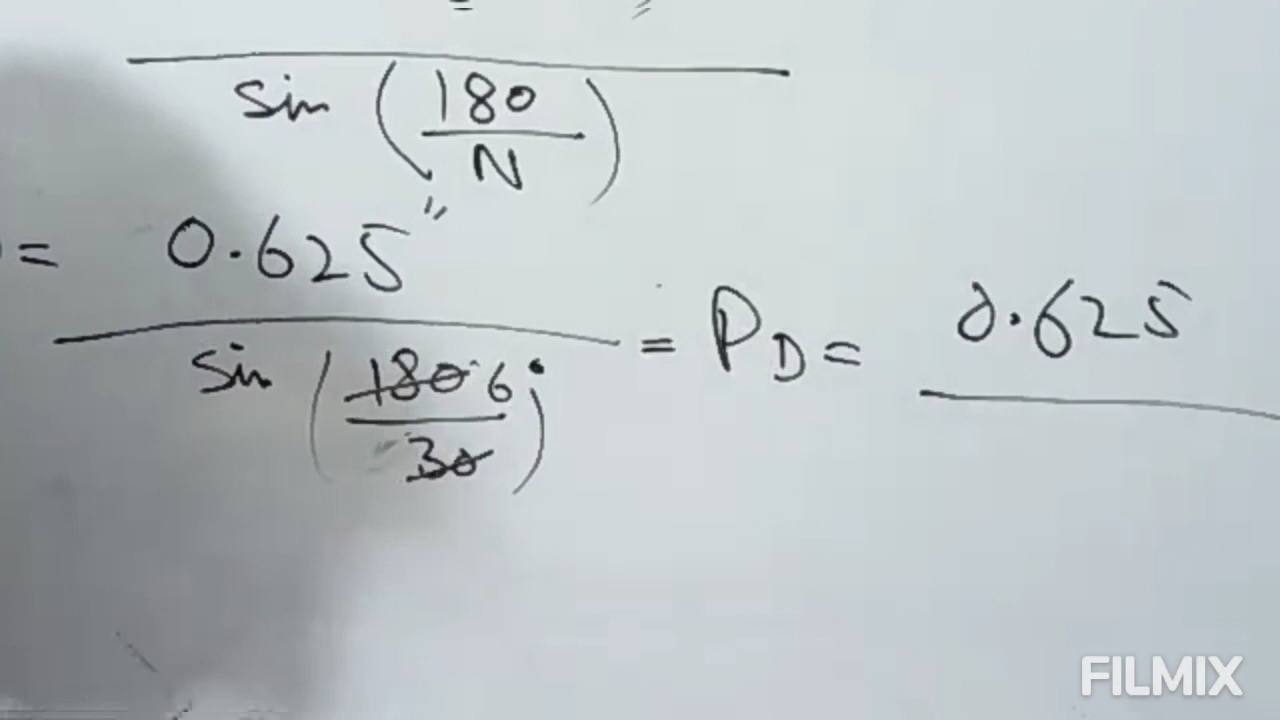 sin (180/N)
= 0.625"
sin (180 6°/30) = PD = 0.625
FILMIX